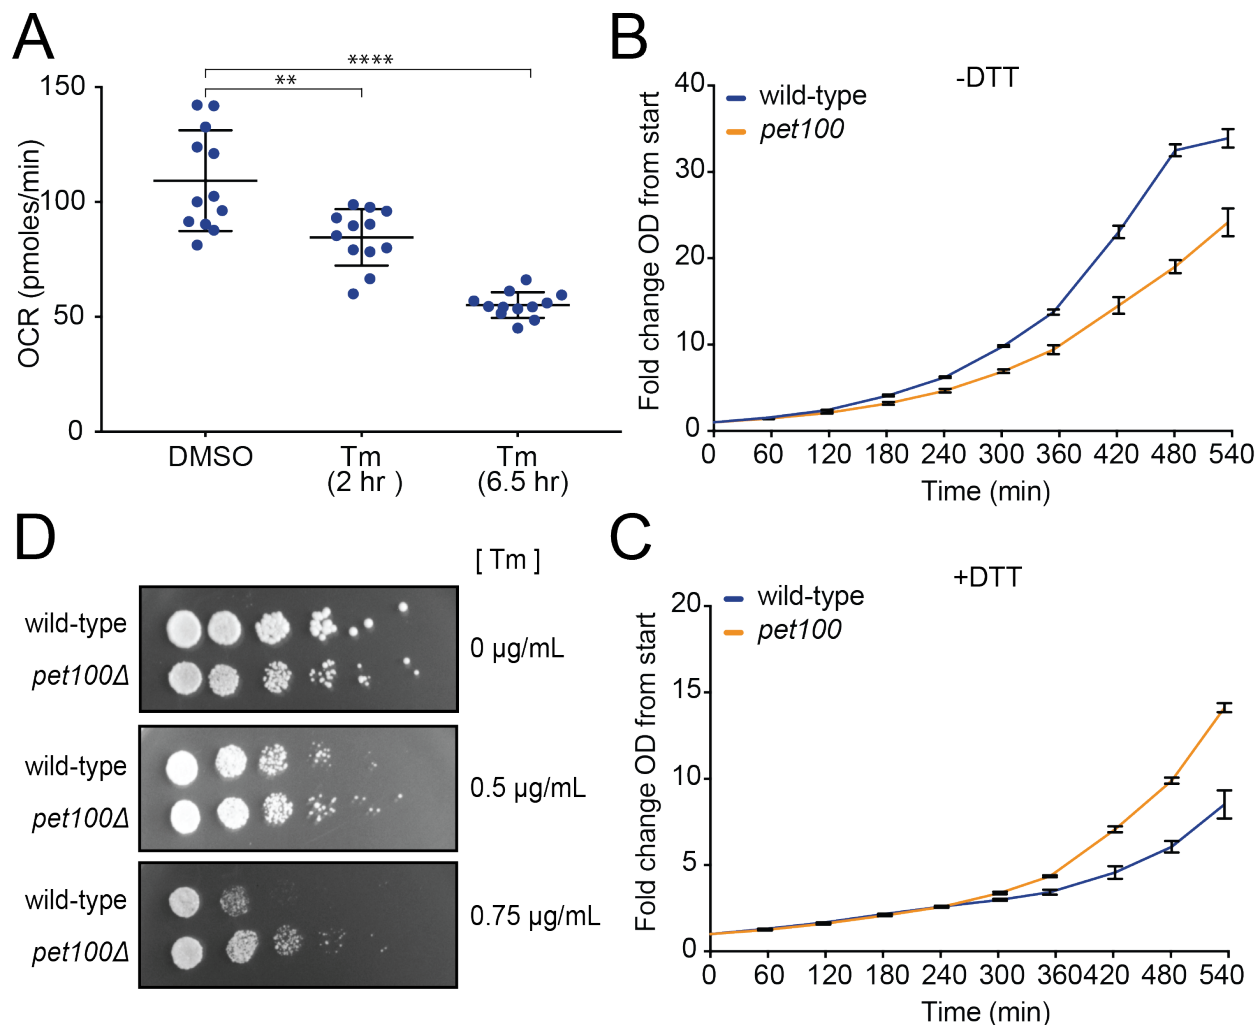 A
****
**
150
100
50
0
OCR (pmoles/min)
DMSO
Tm
(2 hr )
Tm
(6.5 hr)
B
-DTT
wild-type
pet100
40
30
20
10
0
Fold change OD from start
0 60 120 180 240 300 360 420 480 540
Time (min)
D
[ Tm ]
wild-type
pet100Δ
0 µg/mL
wild-type
pet100Δ
0.5 µg/mL
wild-type
pet100Δ
0.75 µg/mL
C
+DTT
wild-type
pet100
20
15
10
5
0
Fold change OD from start
0 60 120 180 240 300 360 420 480 540
Time (min)